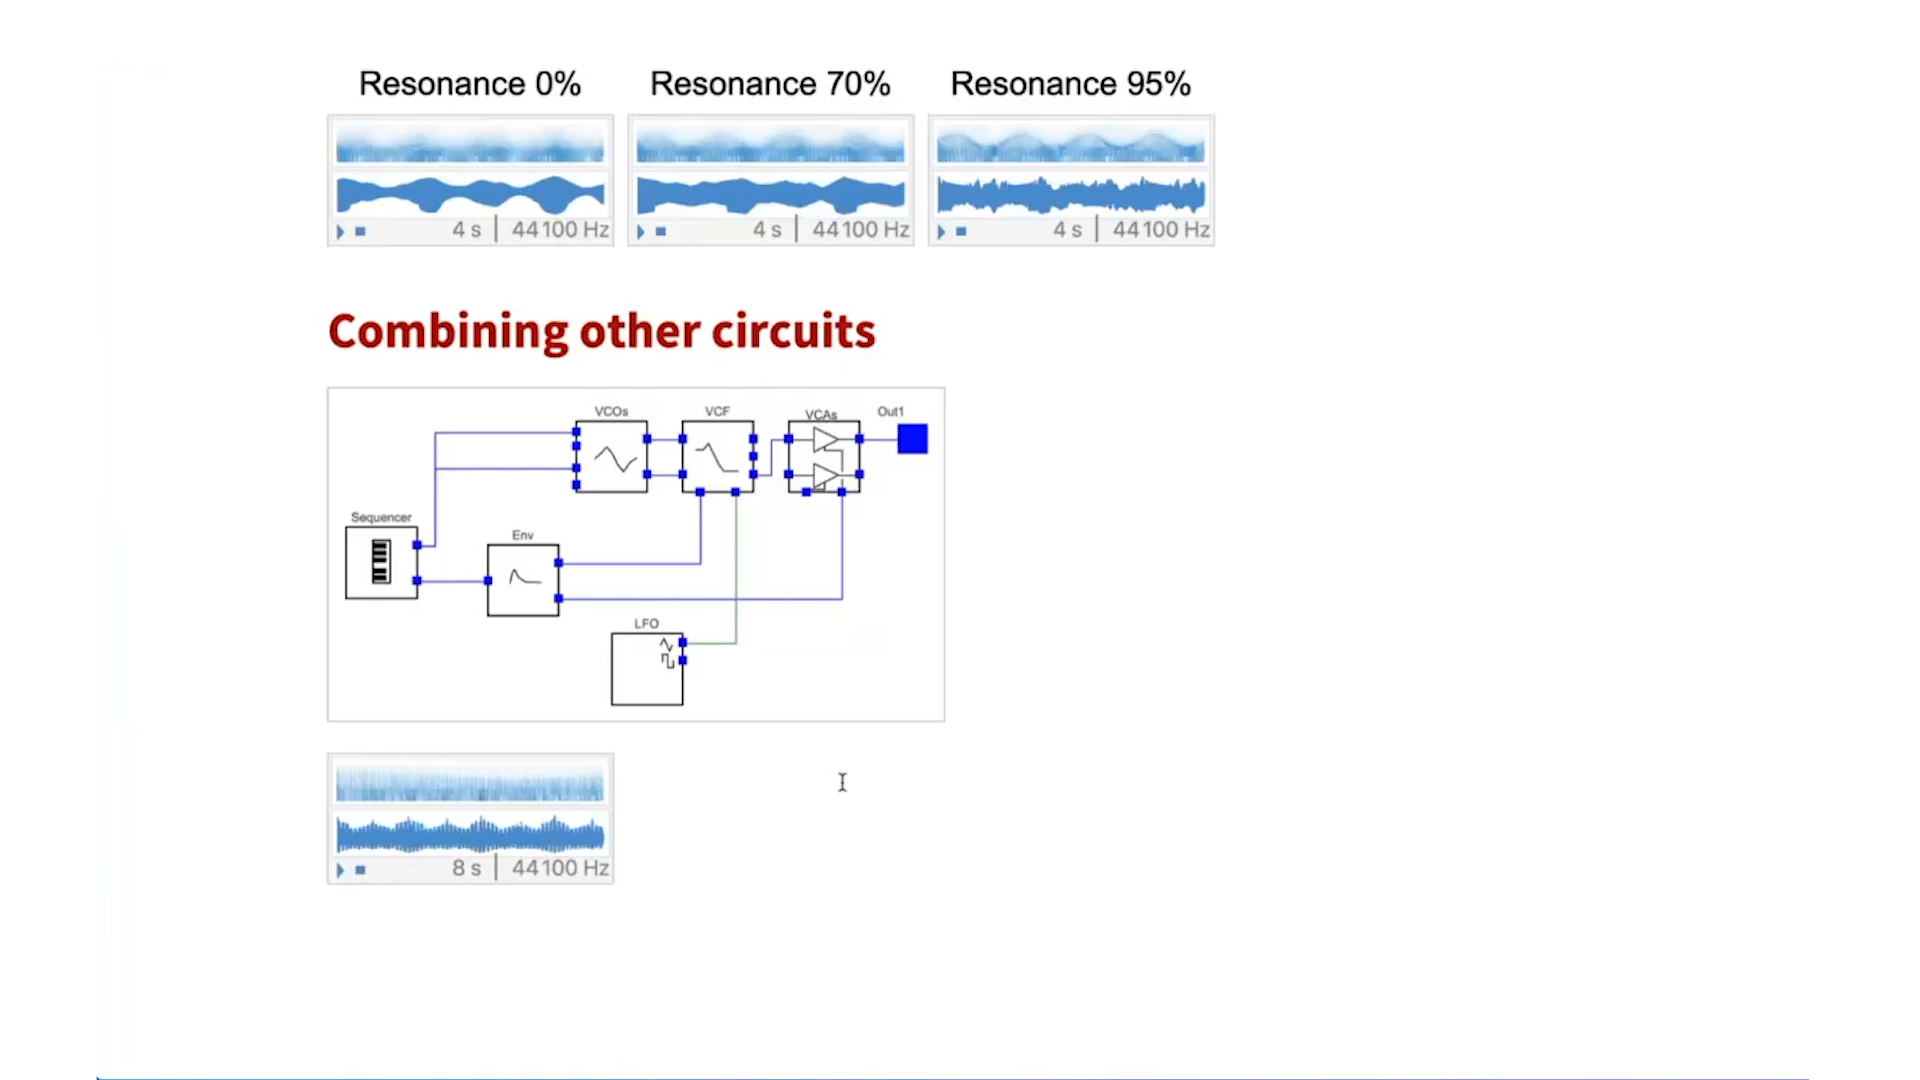 Resonance 0%
Resonance 70%
Resonance 95%
4 s | 44100 Hz
4 s | 44100 Hz
4 s | 44100 Hz
Combining other circuits
VCOs
VCF
VCAs
Out1
Sequencer
Env
LFO
8 s | 44100 Hz